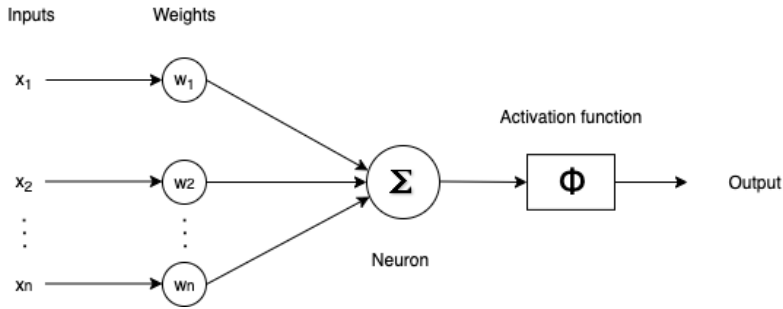 Inputs Weights
x1 w1
Activation function
x2 w2 Σ Φ Output
⋮ ⋮
Neuron
xn wn